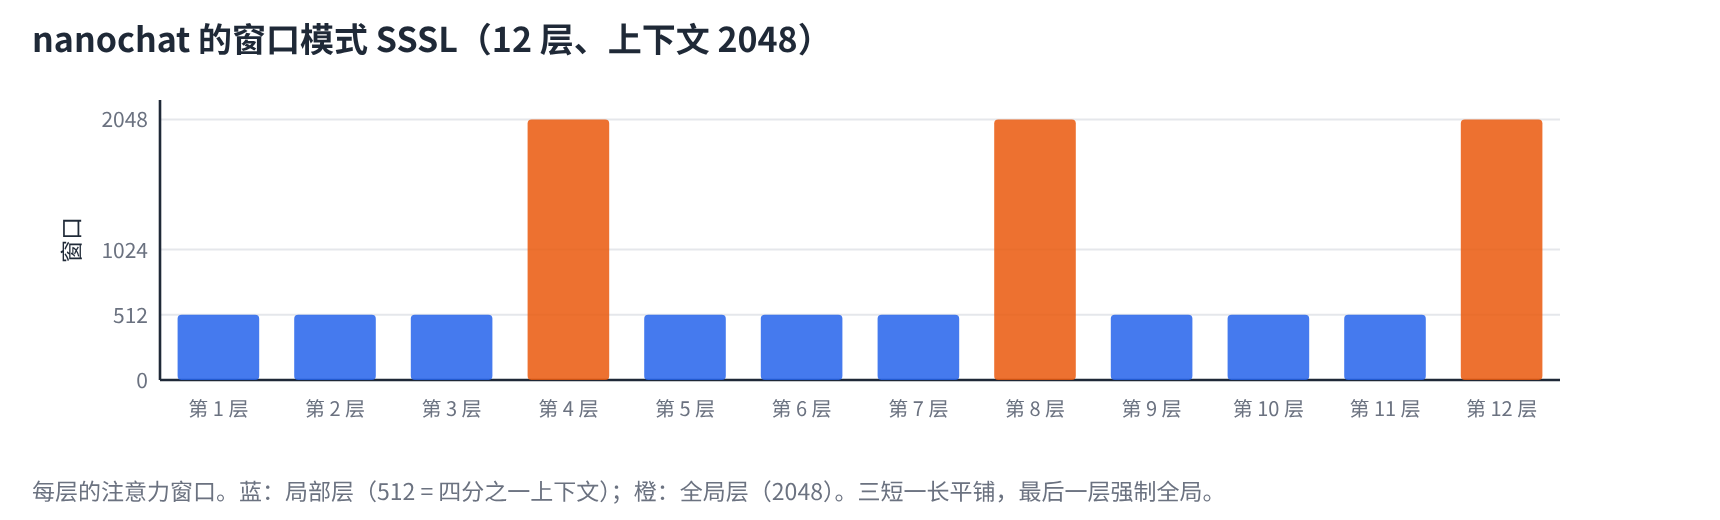 nanochat 的窗口模式 SSSL（12 层、上下文 2048）
窗口
2048
1024
512
0
第 1 层 第 2 层 第 3 层 第 4 层 第 5 层 第 6 层 第 7 层 第 8 层 第 9 层 第 10 层 第 11 层 第 12 层
每层的注意力窗口。蓝：局部层（512 = 四分之一上下文）；橙：全局层（2048）。三短一长平铺，最后一层强制全局。